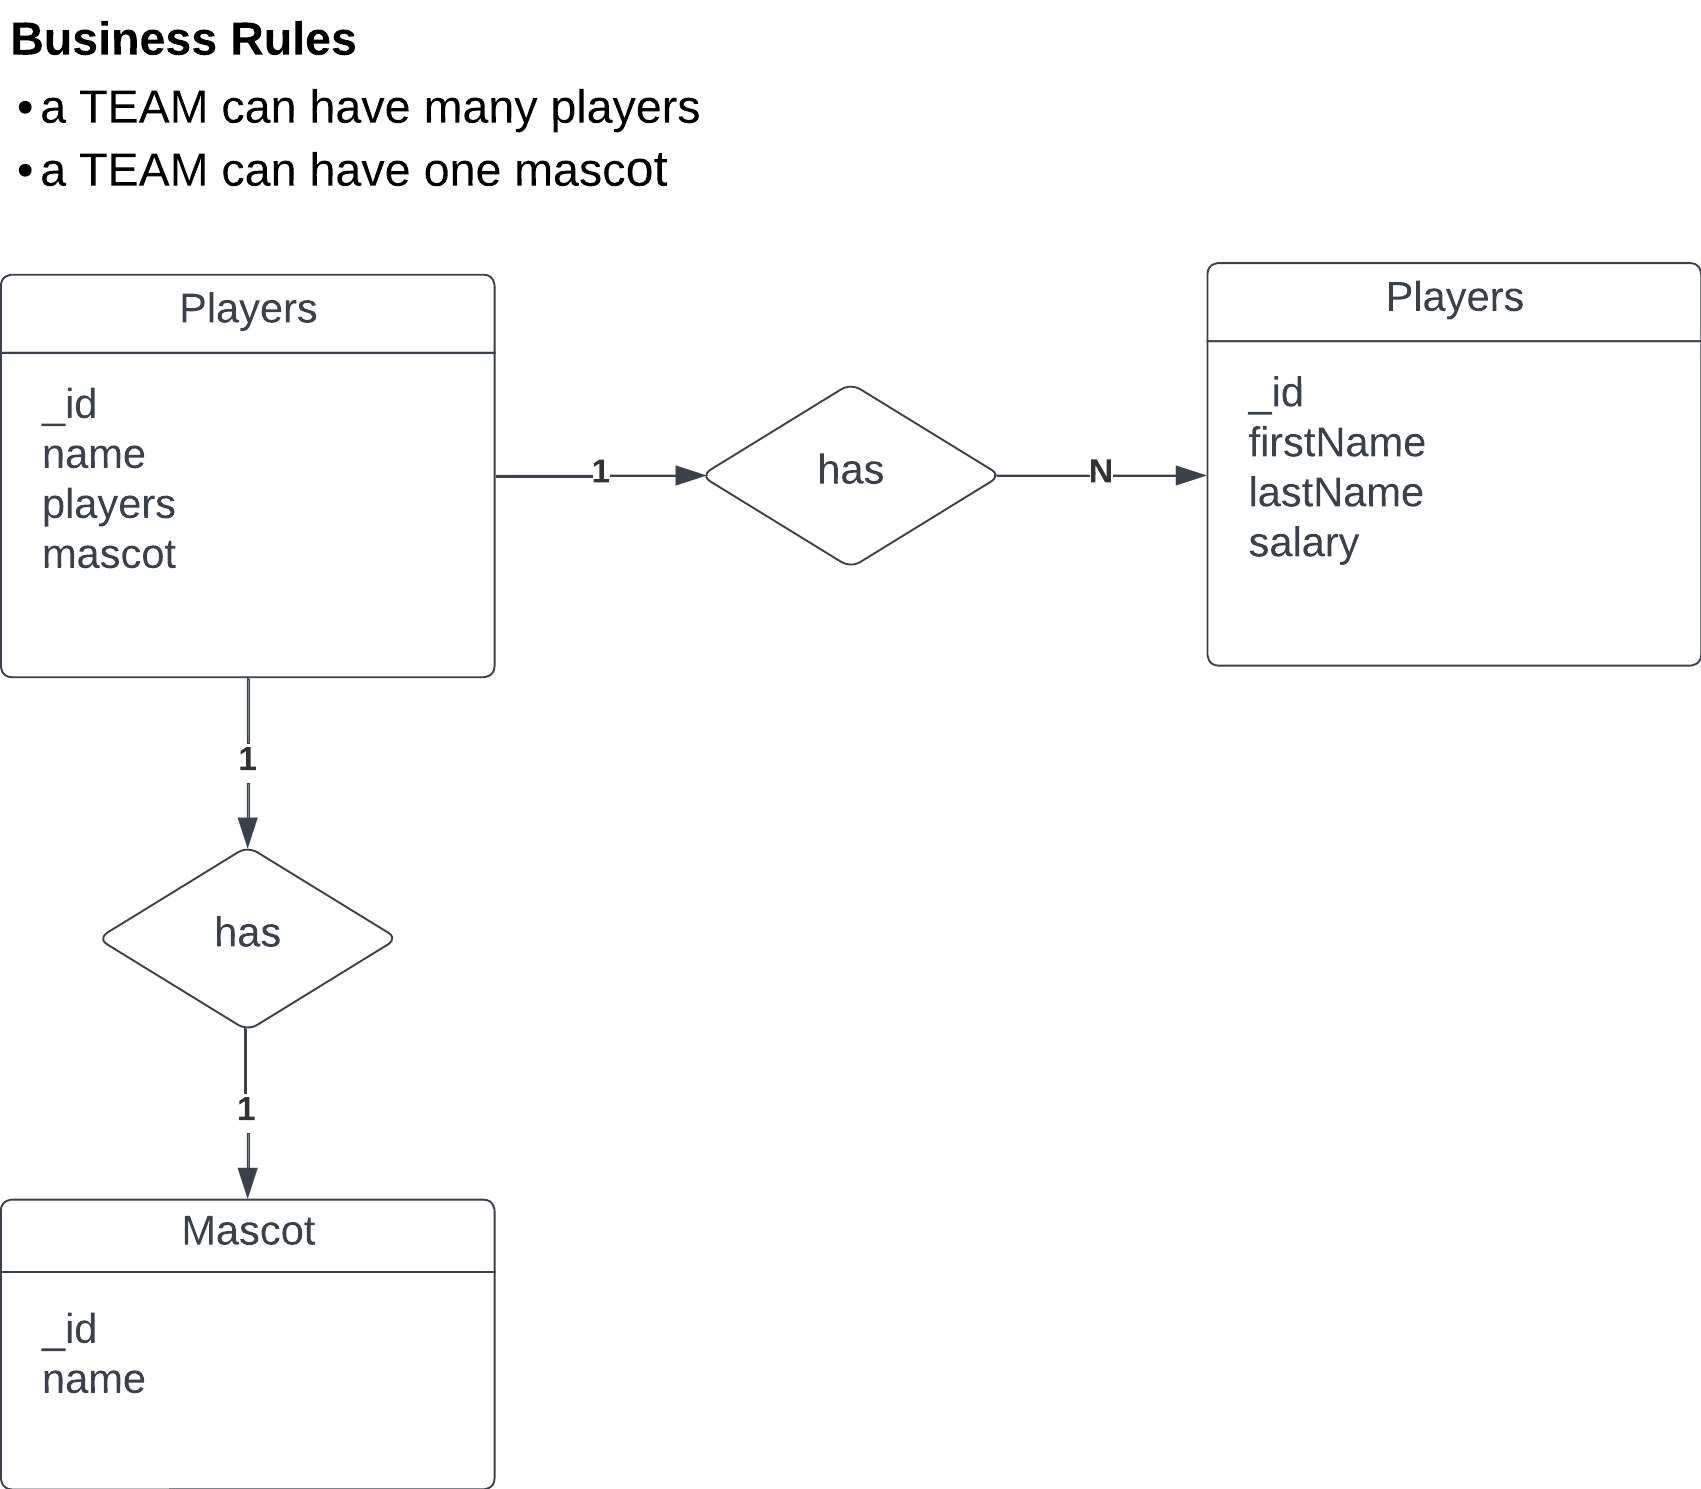 Business Rules
• a TEAM can have many players
• a TEAM can have one mascot
Players
_id
name
players
mascot
1
has
N
Players
_id
firstName
lastName
salary
1
has
1
Mascot
_id
name